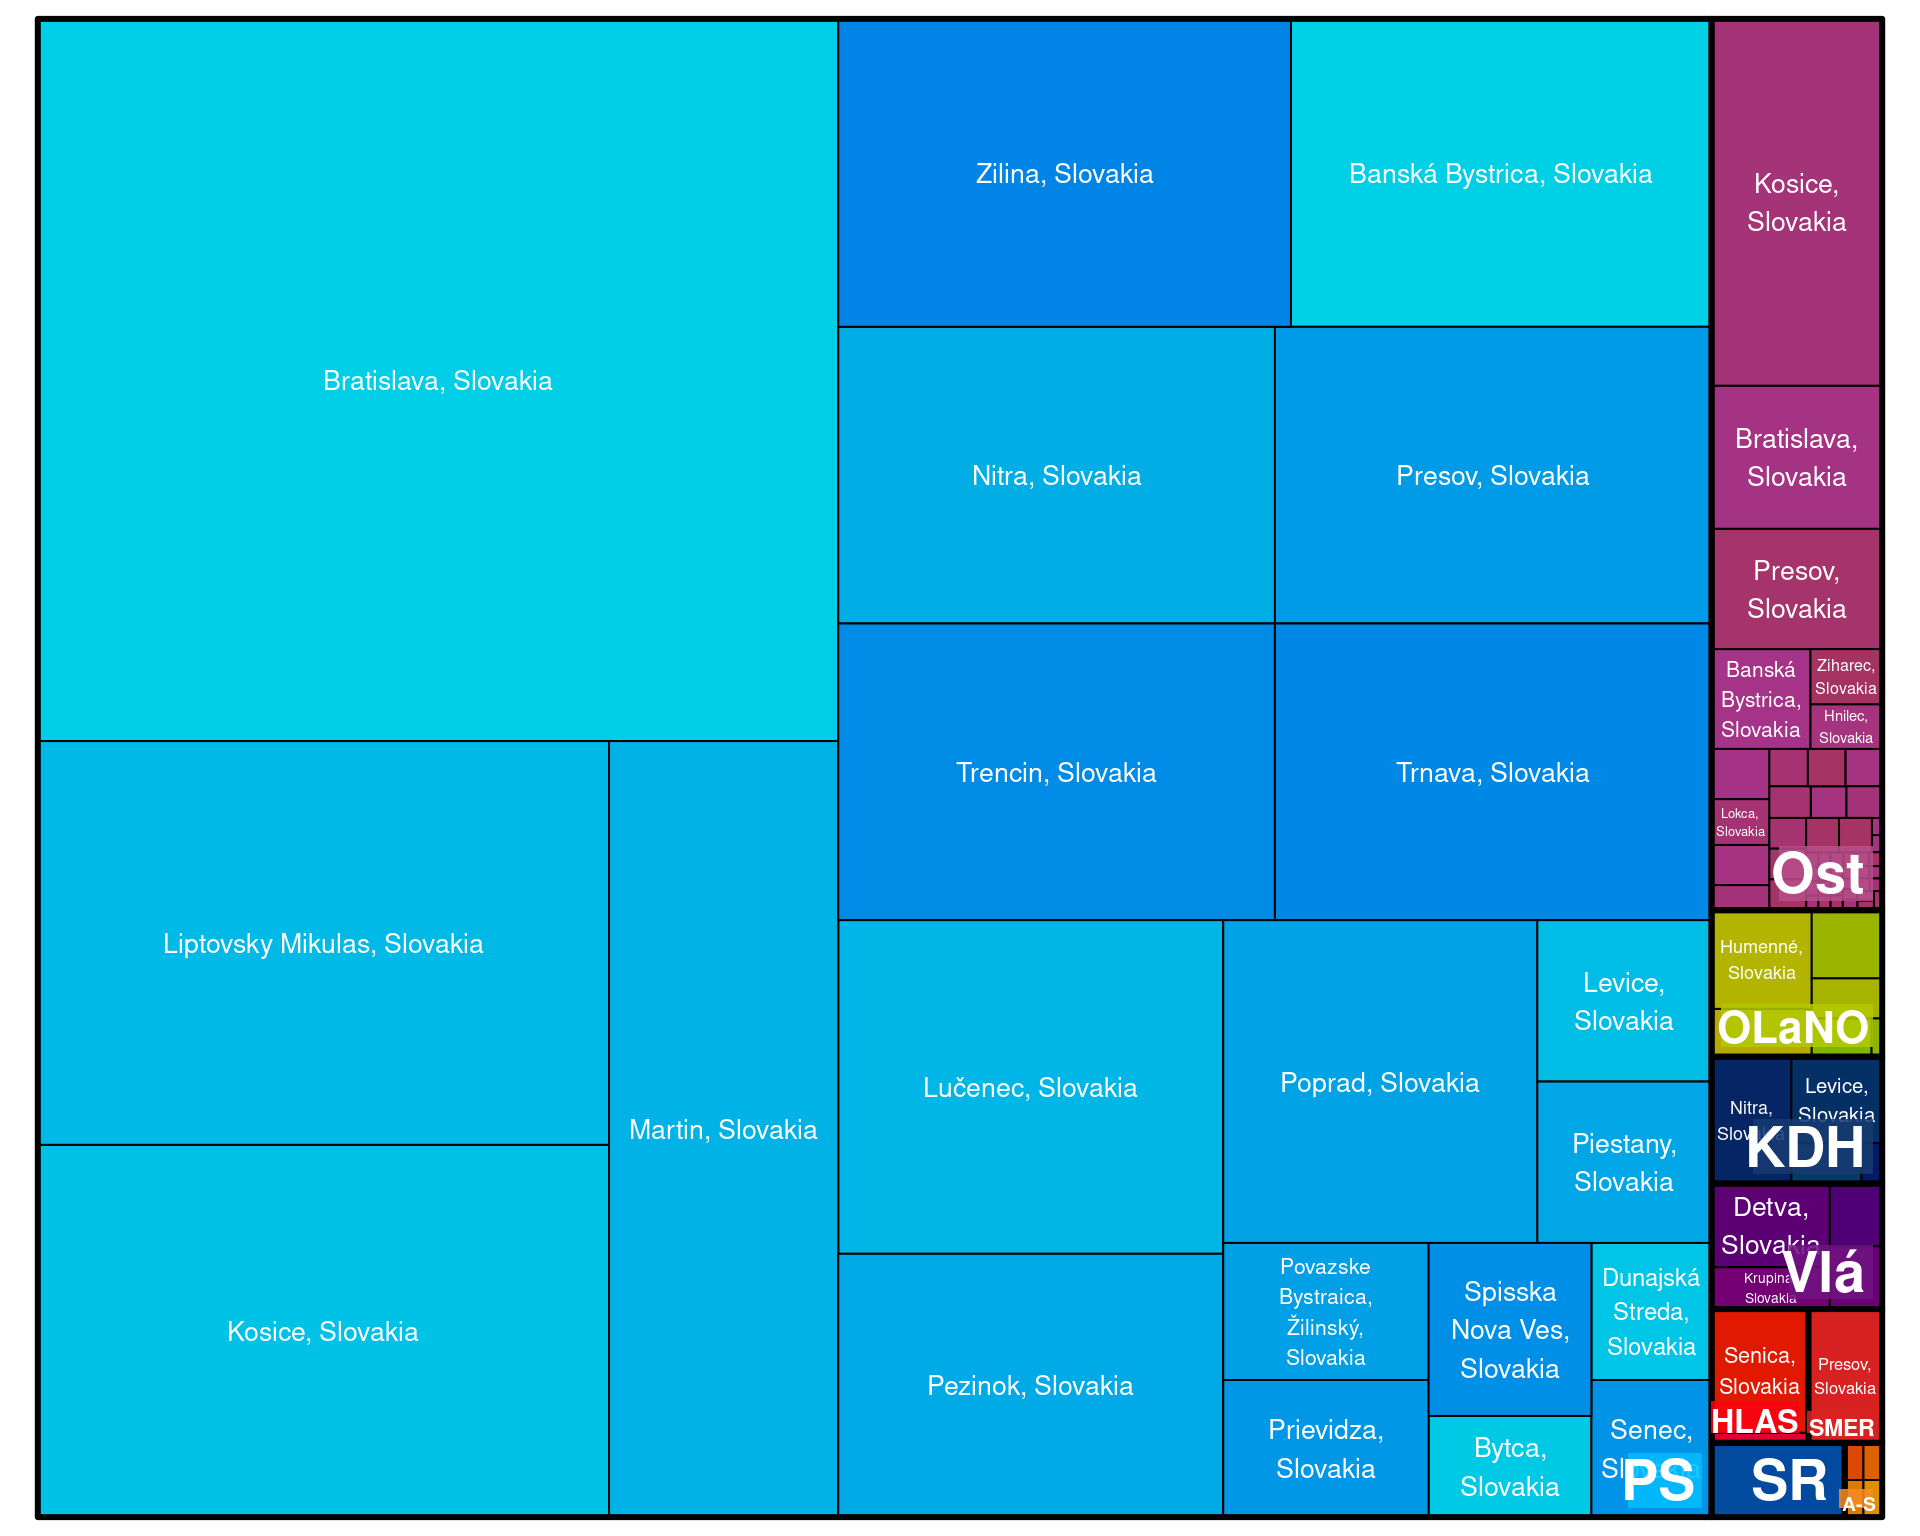 Bratislava, Slovakia
Liptovsky Mikulas, Slovakia
Kosice, Slovakia
Martin, Slovakia
Zilina, Slovakia
Banská Bystrica, Slovakia
Nitra, Slovakia
Presov, Slovakia
Trencin, Slovakia
Trnava, Slovakia
Lučenec, Slovakia
Pezinok, Slovakia
Poprad, Slovakia
Levice,
Slovakia
Piestany,
Slovakia
Povazske
Bystraica,
Žilinský,
Slovakia
Prievidza,
Slovakia
Spisska
Nova Ves,
Slovakia
Bytca,
Slovakia
Dunajská
Streda,
Slovakia
Senec,
Slovakia
PS
Kosice,
Slovakia
Bratislava,
Slovakia
Presov,
Slovakia
Banská
Bystrica,
Slovakia
Ziharec,
Slovakia
Hnilec,
Slovakia
Lokca,
Slovakia
Ost
Humenné,
Slovakia
OLaNO
Nitra,
Slovakia
Levice,
Slovakia
KDH
Detva,
Slovakia
Krupina,
Slovakia
Vlá
Senica,
Slovakia
HLAS
Presov,
Slovakia
SMER
SR
A-S